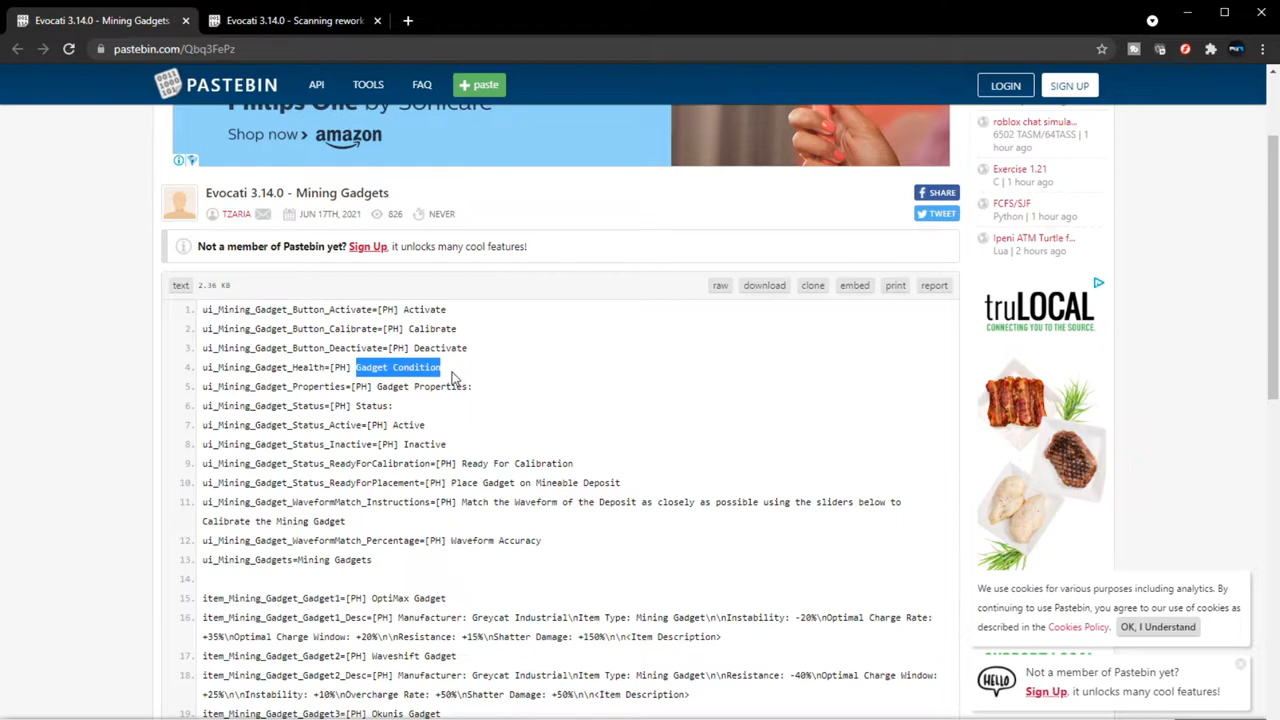 Evocati 3.14.0 - Mining Gadgets
Evocati 3.14.0 - Scanning rework
pastebin.com/Qbq3FePz
PASTEBIN
API
TOOLS
FAQ
+ paste
LOGIN
SIGN UP
Philips One by Sonicare
Shop now > amazon
roblox chat simula...
6502 TASM/64TASS | 1
hour ago
Exercise 1.21
C | 1 hour ago
FCFS/SJF
Python | 1 hour ago
Ipeni ATM Turtle f...
Lua | 2 hours ago
Evocati 3.14.0 - Mining Gadgets
TZARIA JUN 17TH, 2021 826 NEVER
SHARE
TWEET
Not a member of Pastebin yet? Sign Up, it unlocks many cool features!
text 2.36 KB
raw download clone embed print report
1. ui_Mining_Gadget_Button_Activate=[PH] Activate
2. ui_Mining_Gadget_Button_Calibrate=[PH] Calibrate
3. ui_Mining_Gadget_Button_Deactivate=[PH] Deactivate
4. ui_Mining_Gadget_Health=[PH] Gadget Condition
5. ui_Mining_Gadget_Properties=[PH] Gadget Properties:
6. ui_Mining_Gadget_Status=[PH] Status:
7. ui_Mining_Gadget_Status_Active=[PH] Active
8. ui_Mining_Gadget_Status_Inactive=[PH] Inactive
9. ui_Mining_Gadget_Status_ReadyForCalibration=[PH] Ready For Calibration
10. ui_Mining_Gadget_Status_ReadyForPlacement=[PH] Place Gadget on Mineable Deposit
11. ui_Mining_Gadget_WaveformMatch_Instructions=[PH] Match the Waveform of the Deposit as closely as possible using the sliders below to
Calibrate the Mining Gadget
12. ui_Mining_Gadget_WaveformMatch_Percentage=[PH] Waveform Accuracy
13. ui_Mining_Gadgets=Mining Gadgets
14.
15. item_Mining_Gadget_Gadget1=[PH] OptiMax Gadget
16. item_Mining_Gadget_Gadget1_Desc=[PH] Manufacturer: Greycat Industrial\nItem Type: Mining Gadget\n\nInstability: -20%\nOptimal Charge Rate:
+35%\nOptimal Charge Window: +20%\nResistance: +15%\nShatter Damage: +150%\n\n<Item Description>
17. item_Mining_Gadget_Gadget2=[PH] Waveshift Gadget
18. item_Mining_Gadget_Gadget2_Desc=[PH] Manufacturer: Greycat Industrial\nItem Type: Mining Gadget\n\nResistance: -40%\nOptimal Charge Window:
+25%\n\nInstability: +10%\nOvercharge Rate: +50%\nShatter Damage: +50%\n\n<Item Description>
19. item_Mining_Gadget_Gadget3=[PH] Okunis Gadget
truLOCAL
CONNECTING YOU TO THE SOURCE.
We use cookies for various purposes including analytics. By
continuing to use Pastebin, you agree to our use of cookies as
described in the Cookies Policy. OK, I Understand
HELLO
Not a member of Pastebin yet?
Sign Up, it unlocks many cool features!